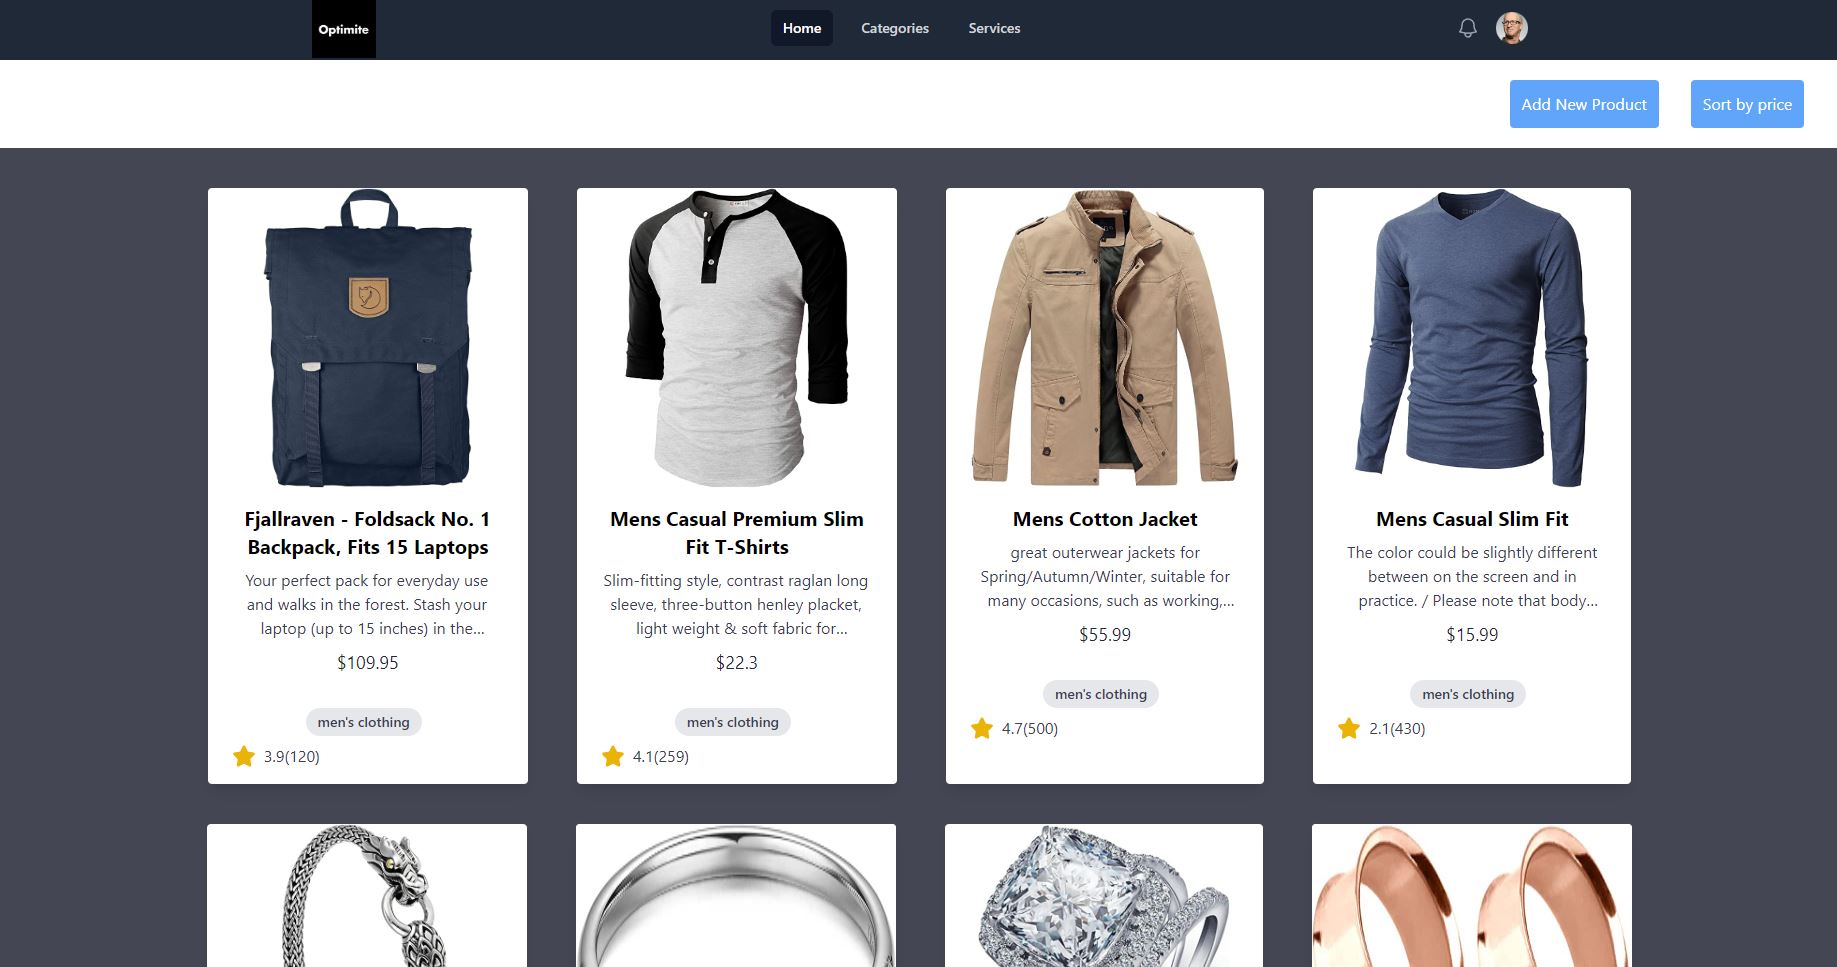 Optimite
Home
Categories
Services
Add New Product
Sort by price
Fjallraven - Foldsack No. 1
Backpack, Fits 15 Laptops
Your perfect pack for everyday use
and walks in the forest. Stash your
laptop (up to 15 inches) in the...
$109.95
men's clothing
3.9(120)
Mens Casual Premium Slim
Fit T-Shirts
Slim-fitting style, contrast raglan long
sleeve, three-button henley placket,
light weight & soft fabric for...
$22.3
men's clothing
4.1(259)
Mens Cotton Jacket
great outerwear jackets for
Spring/Autumn/Winter, suitable for
many occasions, such as working,...
$55.99
men's clothing
4.7(500)
Mens Casual Slim Fit
The color could be slightly different
between on the screen and in
practice. / Please note that body...
$15.99
men's clothing
2.1(430)